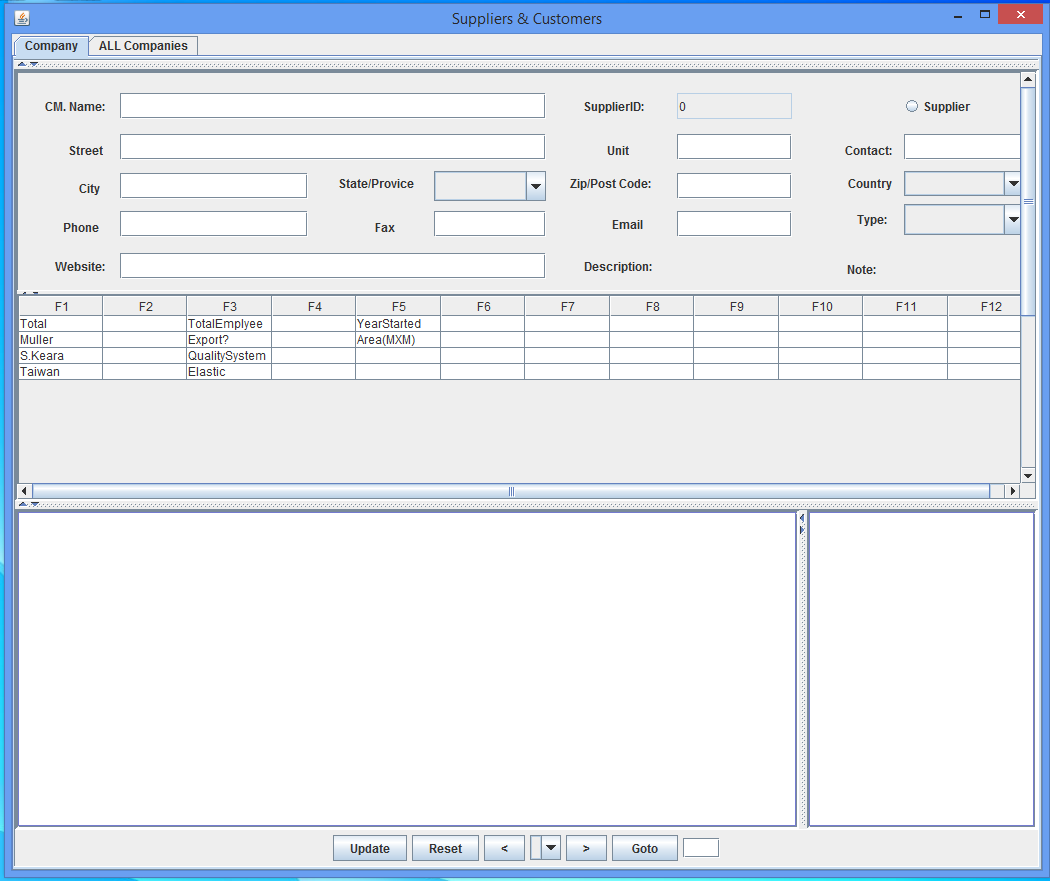 Suppliers & Customers
Company ALL Companies
CM. Name: SupplierID: 0 Supplier
Street Unit Contact:
City State/Provice Zip/Post Code: Country
Phone Fax Email Type:
Website: Description: Note:
F1 F2 F3 F4 F5 F6 F7 F8 F9 F10 F11 F12
Total TotalEmplyee YearStarted
Muller Export? Area(MXM)
S.Keara QualitySystem
Taiwan Elastic
Update Reset < > Goto